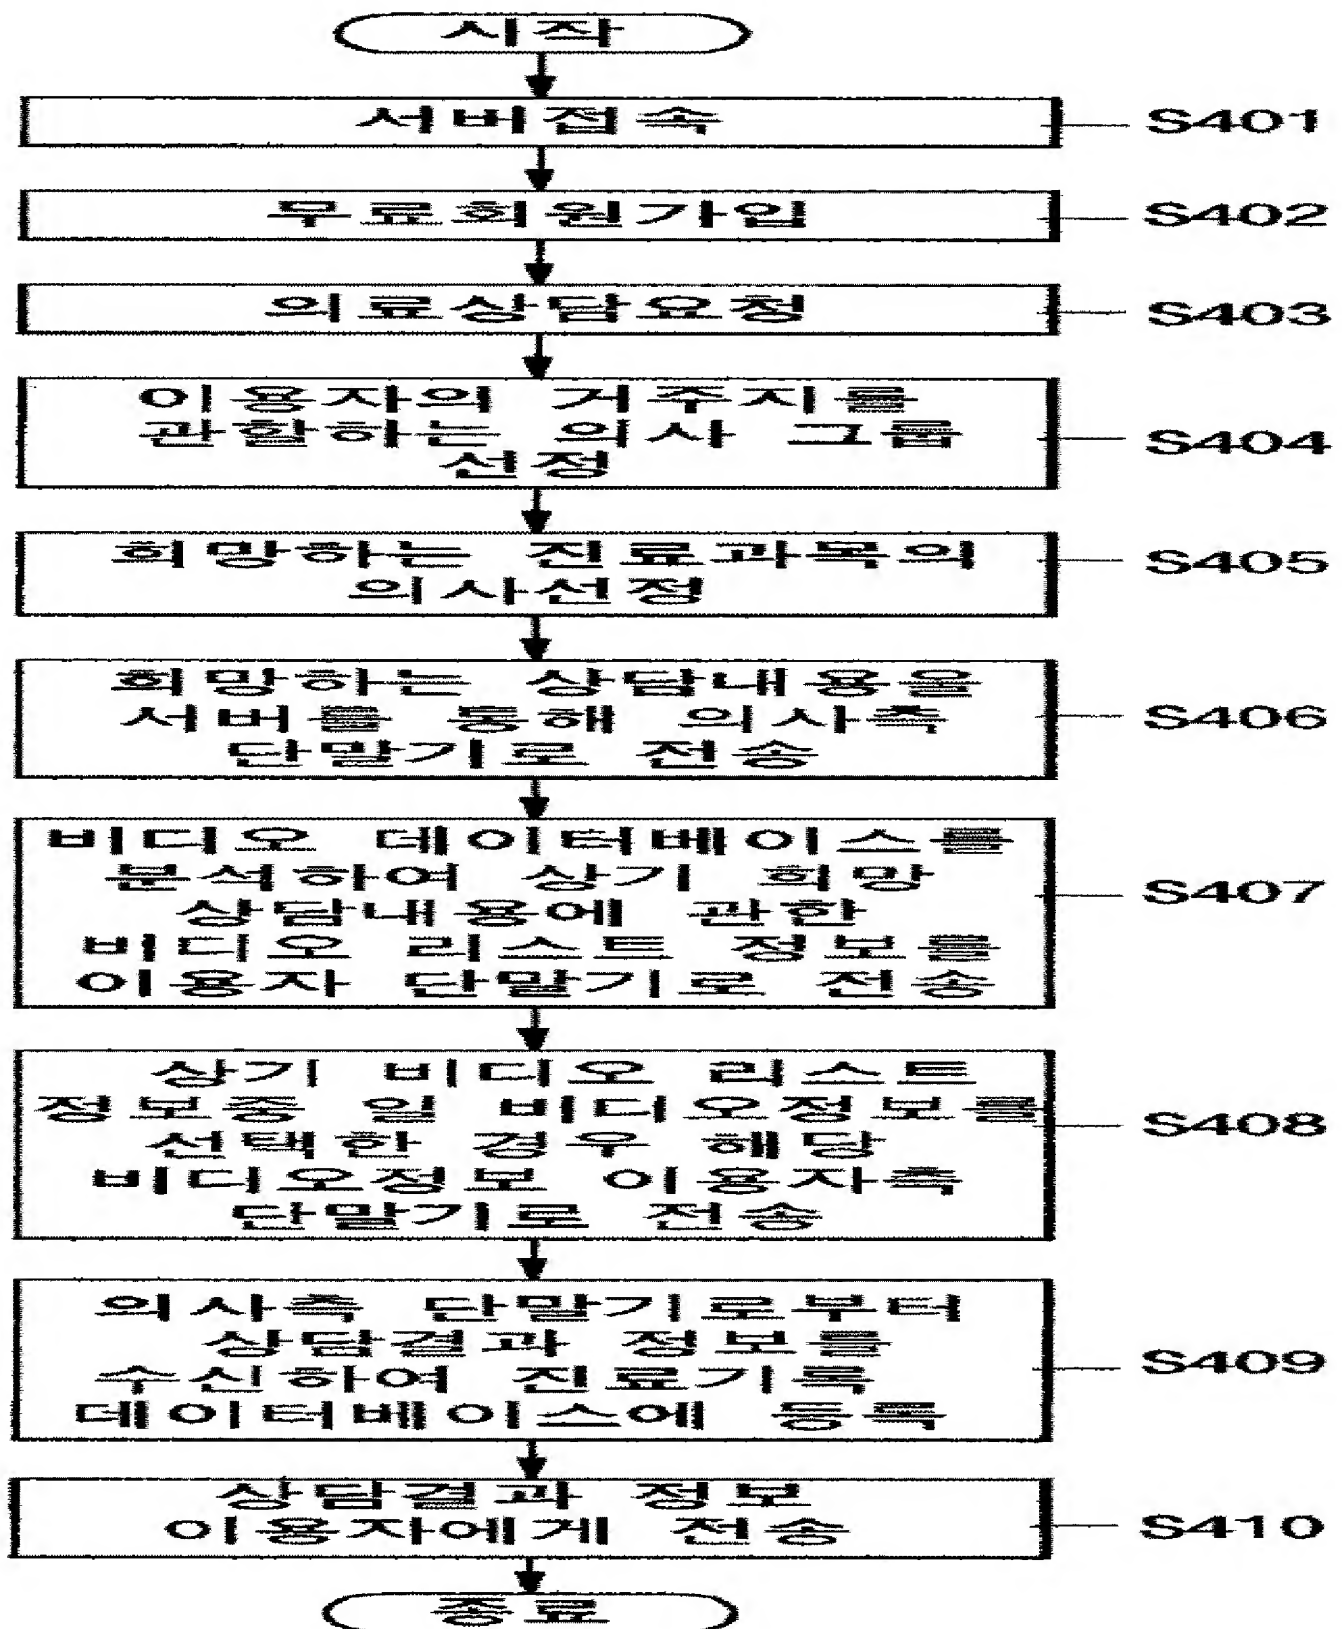 시작
서버접속
S401
무료회원가입
S402
의료상담요청
S403
이용자의 거주지를
관할하는 의사 그룹
선정
S404
희망하는 진료과목의
의사선정
S405
희망하는 상담내용을
서버를 통해 의사측
단말기로 전송
S406
비디오 데이터베이스를
분석하여 상기 희망
상담내용에 관한
비디오 리스트 정보를
이용자 단말기로 전송
S407
상기 비디오 리스트
정보중 일 비디오정보를
선택한 경우 해당
비디오정보 이용자측
단말기로 전송
S408
의사측 단말기로부터
상담결과 정보를
수신하여 진료기록
데이터베이스에 등록
S409
상담결과 정보
이용자에게 전송
S410
종료